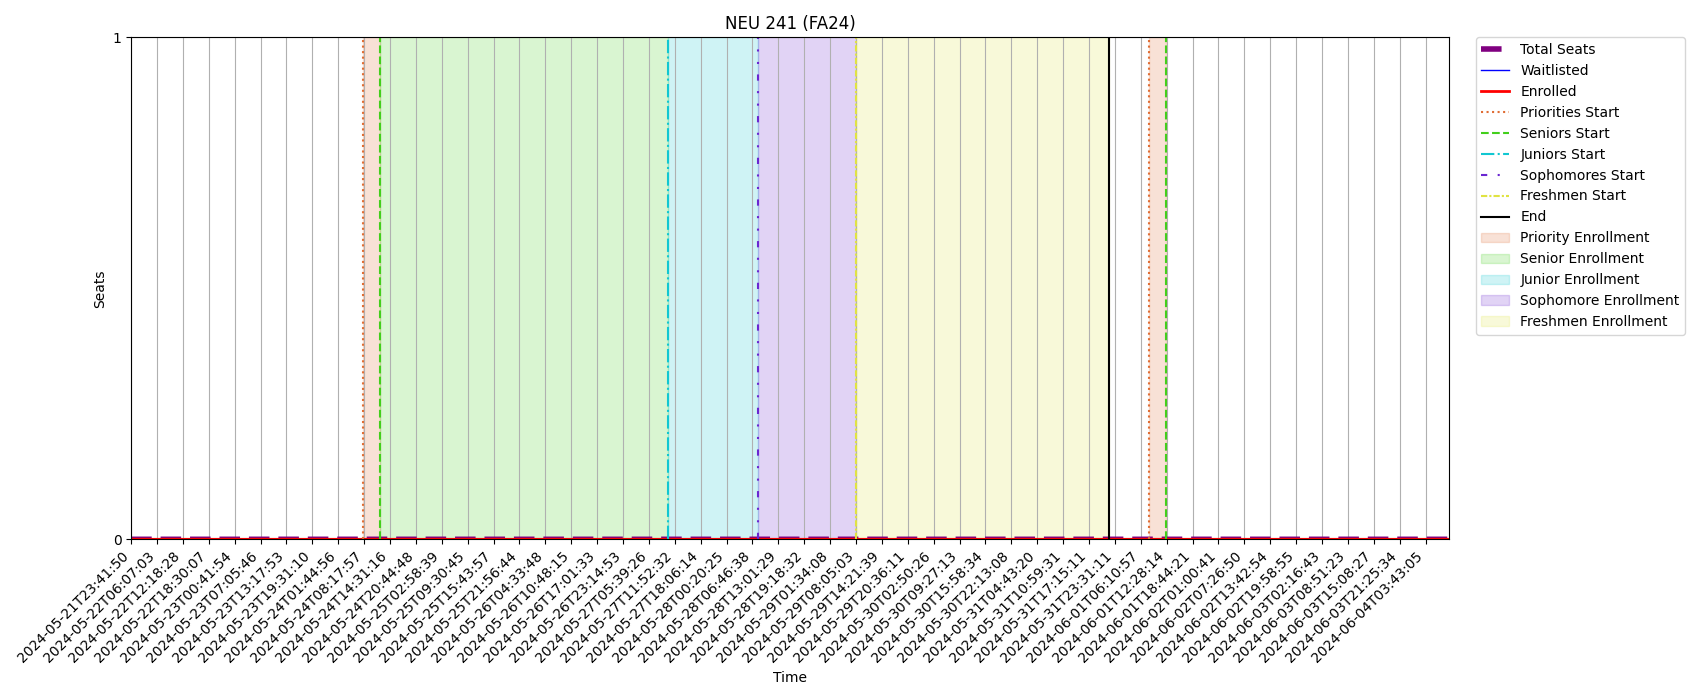 NEU 241 (FA24)
1
0
Seats
Total Seats
Waitlisted
Enrolled
Priorities Start
Seniors Start
Juniors Start
Sophomores Start
Freshmen Start
End
Priority Enrollment
Senior Enrollment
Junior Enrollment
Sophomore Enrollment
Freshmen Enrollment
2024-05-21T23:41:50
2024-05-22T06:07:03
2024-05-22T12:18:28
2024-05-22T18:30:07
2024-05-23T00:41:54
2024-05-23T07:05:46
2024-05-23T13:17:53
2024-05-23T19:31:10
2024-05-24T01:44:56
2024-05-24T08:17:57
2024-05-24T14:31:16
2024-05-24T20:44:48
2024-05-25T02:58:39
2024-05-25T09:30:45
2024-05-25T15:43:57
2024-05-25T21:56:44
2024-05-26T04:33:48
2024-05-26T10:48:15
2024-05-26T17:01:33
2024-05-26T23:14:53
2024-05-27T05:39:26
2024-05-27T11:52:32
2024-05-27T18:06:14
2024-05-28T00:20:25
2024-05-28T06:46:38
2024-05-28T13:01:29
2024-05-28T19:18:32
2024-05-29T01:34:08
2024-05-29T08:05:03
2024-05-29T14:21:39
2024-05-29T20:36:11
2024-05-30T02:50:26
2024-05-30T09:27:13
2024-05-30T15:58:34
2024-05-30T22:13:08
2024-05-31T04:43:20
2024-05-31T10:59:31
2024-05-31T17:15:11
2024-05-31T23:31:11
2024-06-01T06:10:57
2024-06-01T12:28:14
2024-06-01T18:44:21
2024-06-02T01:00:41
2024-06-02T07:26:50
2024-06-02T13:42:54
2024-06-02T19:58:55
2024-06-03T02:16:43
2024-06-03T08:51:23
2024-06-03T15:08:27
2024-06-03T21:25:34
2024-06-04T03:43:05
Time